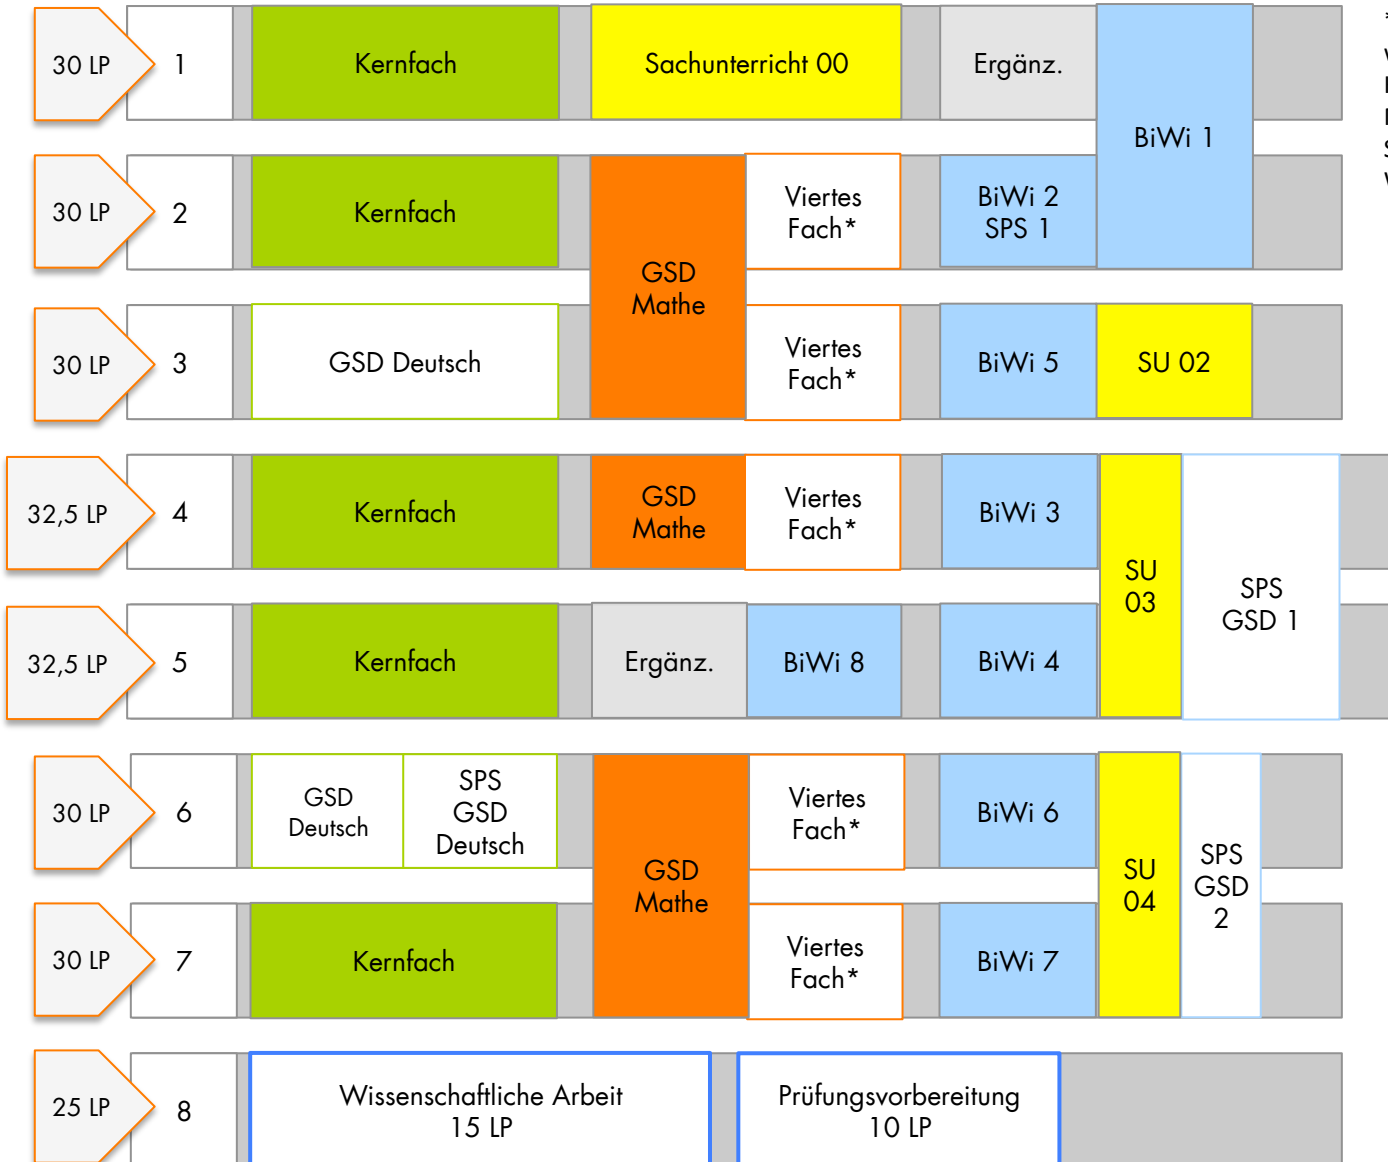 30 LP
1
Kernfach
Sachunterricht 00
Ergänz.
BiWi 1
30 LP
2
Kernfach
GSD
Mathe
Viertes
Fach*
BiWi 2
SPS 1
30 LP
3
GSD Deutsch
Viertes
Fach*
BiWi 5
SU 02
32,5 LP
4
Kernfach
GSD
Mathe
Viertes
Fach*
BiWi 3
SU
03
SPS
GSD 1
32,5 LP
5
Kernfach
Ergänz.
BiWi 8
BiWi 4
30 LP
6
GSD
Deutsch
SPS
GSD
Deutsch
GSD
Mathe
Viertes
Fach*
BiWi 6
SU
04
SPS
GSD
2
30 LP
7
Kernfach
Viertes
Fach*
BiWi 7
25 LP
8
Wissenschaftliche Arbeit
15 LP
Prüfungsvorbereitung
10 LP